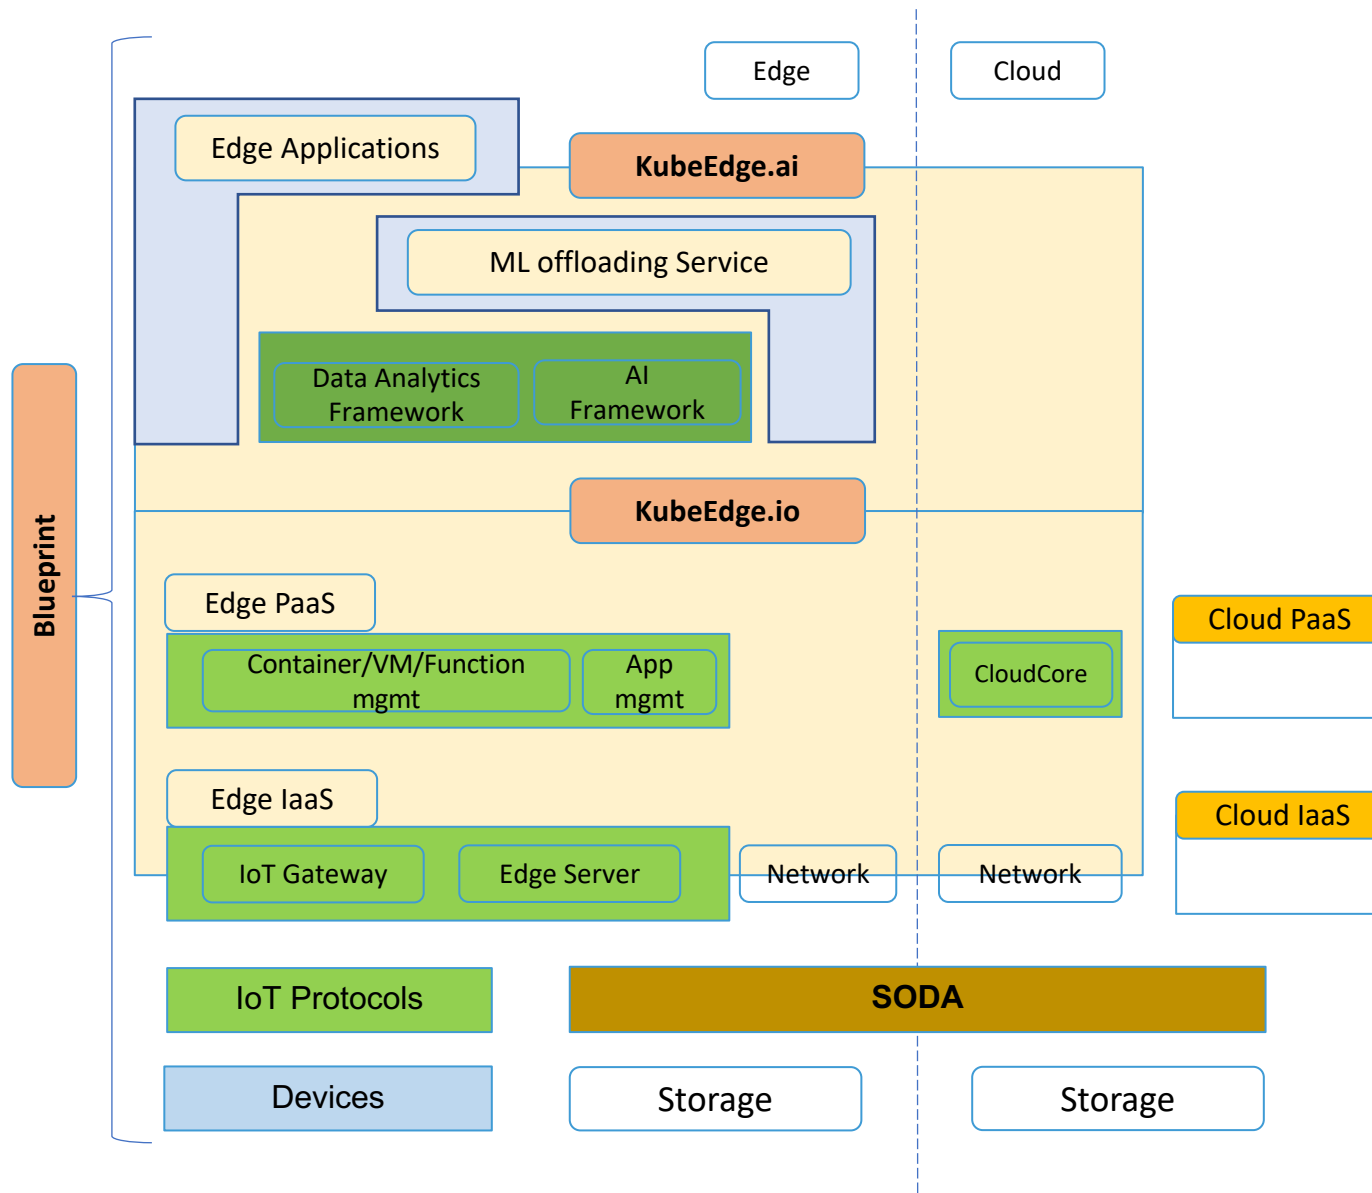 Edge
Cloud
Edge Applications
KubeEdge.ai
ML offloading Service
Data Analytics
Framework
AI
Framework
Blueprint
KubeEdge.io
Edge PaaS
Container/VM/Function
mgmt
App
mgmt
CloudCore
Cloud PaaS
Edge IaaS
Cloud IaaS
IoT Gateway
Edge Server
Network
Network
IoT Protocols
SODA
Devices
Storage
Storage